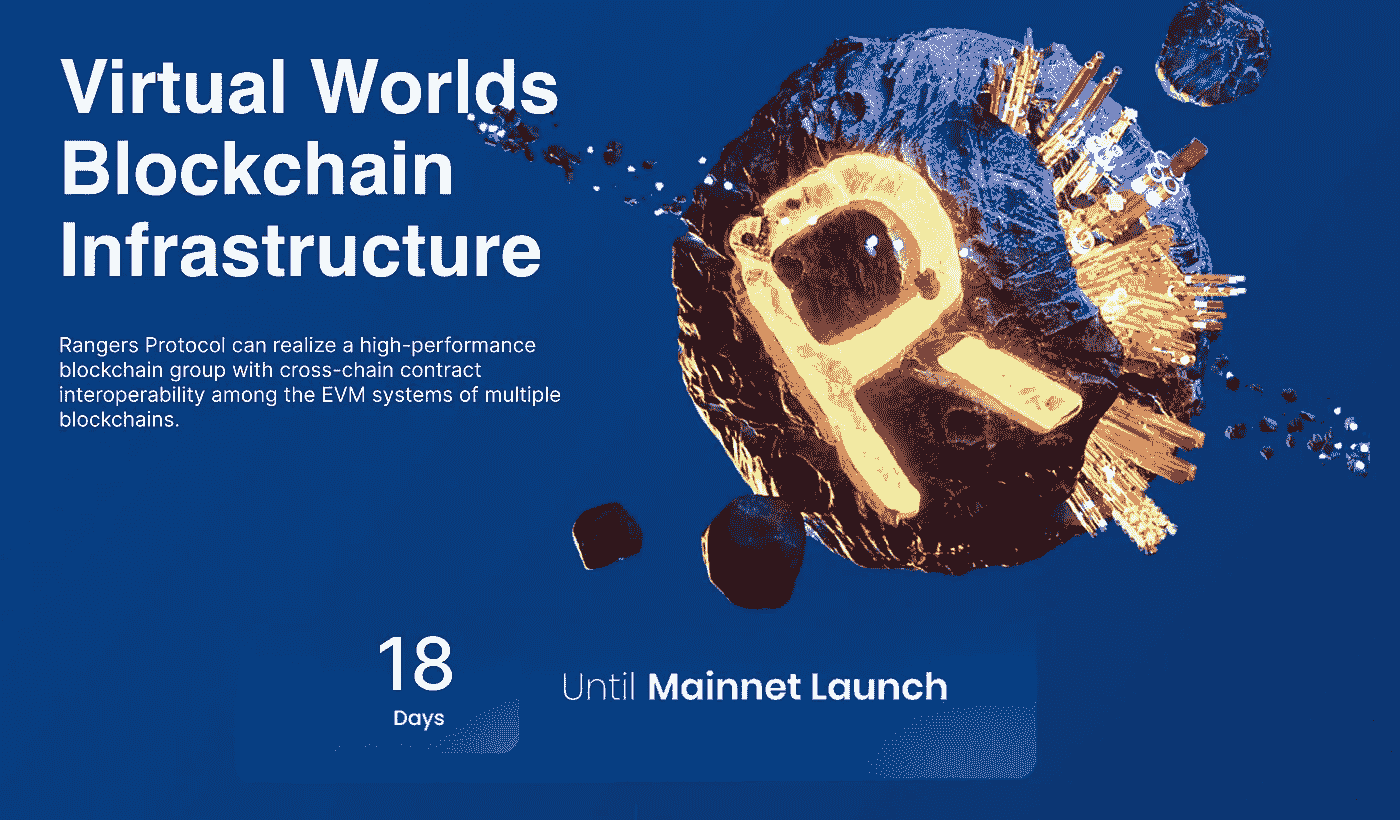 Virtual Worlds
Blockchain
Infrastructure
Rangers Protocol can realize a high-performance
blockchain group with cross-chain contract
interoperability among the EVM systems of multiple
blockchains.
18
Days
Until Mainnet Launch